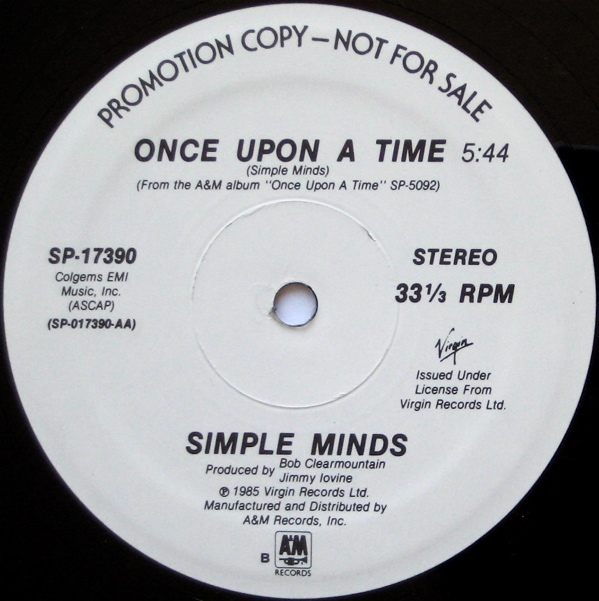 PROMOTION COPY – NOT FOR SALE
ONCE UPON A TIME 5:44
(Simple Minds)
(From the A&M album "Once Upon A Time" SP-5092)
SP-17390
Colgems EMI
Music, Inc.
(ASCAP)
(SP-017390-AA)
STEREO
33 1/3 RPM
Virgin
Issued Under
License From
Virgin Records Ltd.
SIMPLE MINDS
Produced by Bob Clearmountain
Jimmy Iovine
℗ 1985 Virgin Records Ltd.
Manufactured and Distributed by
A&M Records, Inc.
B
A&M
RECORDS